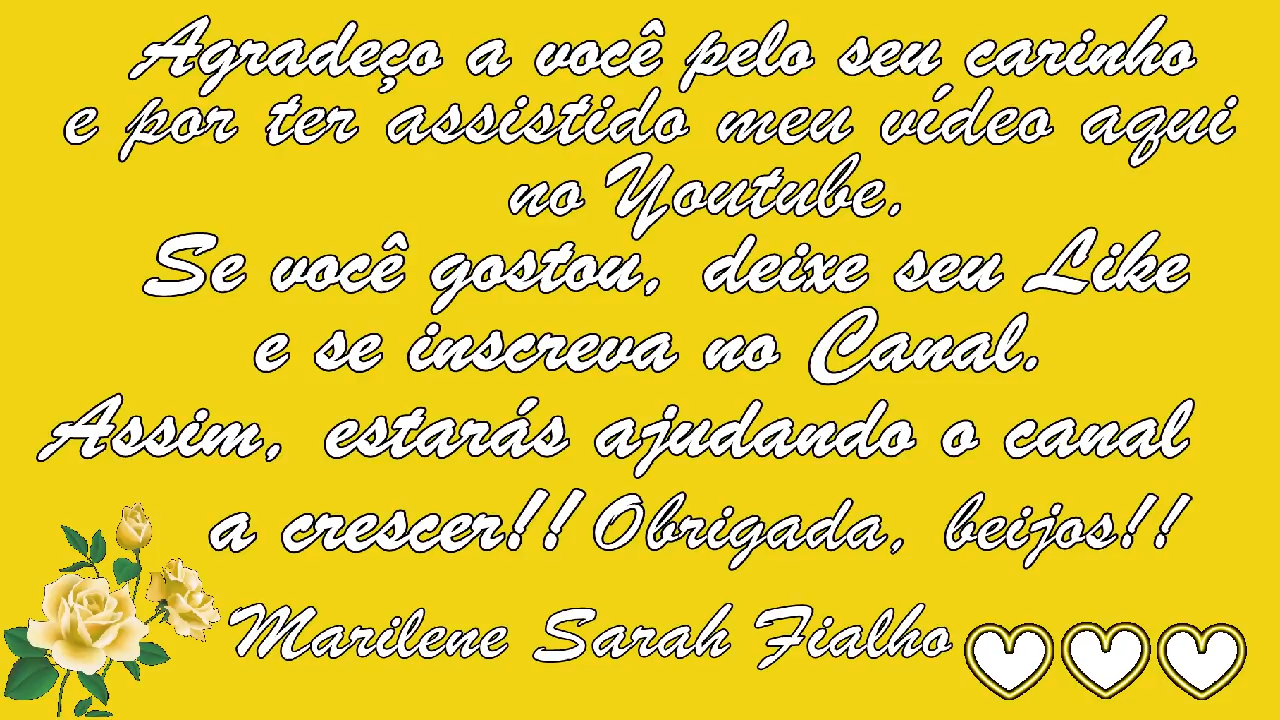 Agradeço a você pelo seu carinho
e por ter assistido meu vídeo aqui
no Youtube.
Se você gostou, deixe seu Like
e se inscreva no Canal.
Assim, estarás ajudando o canal
a crescer!! Obrigada, beijos!!
Marilene Sarah Fialho